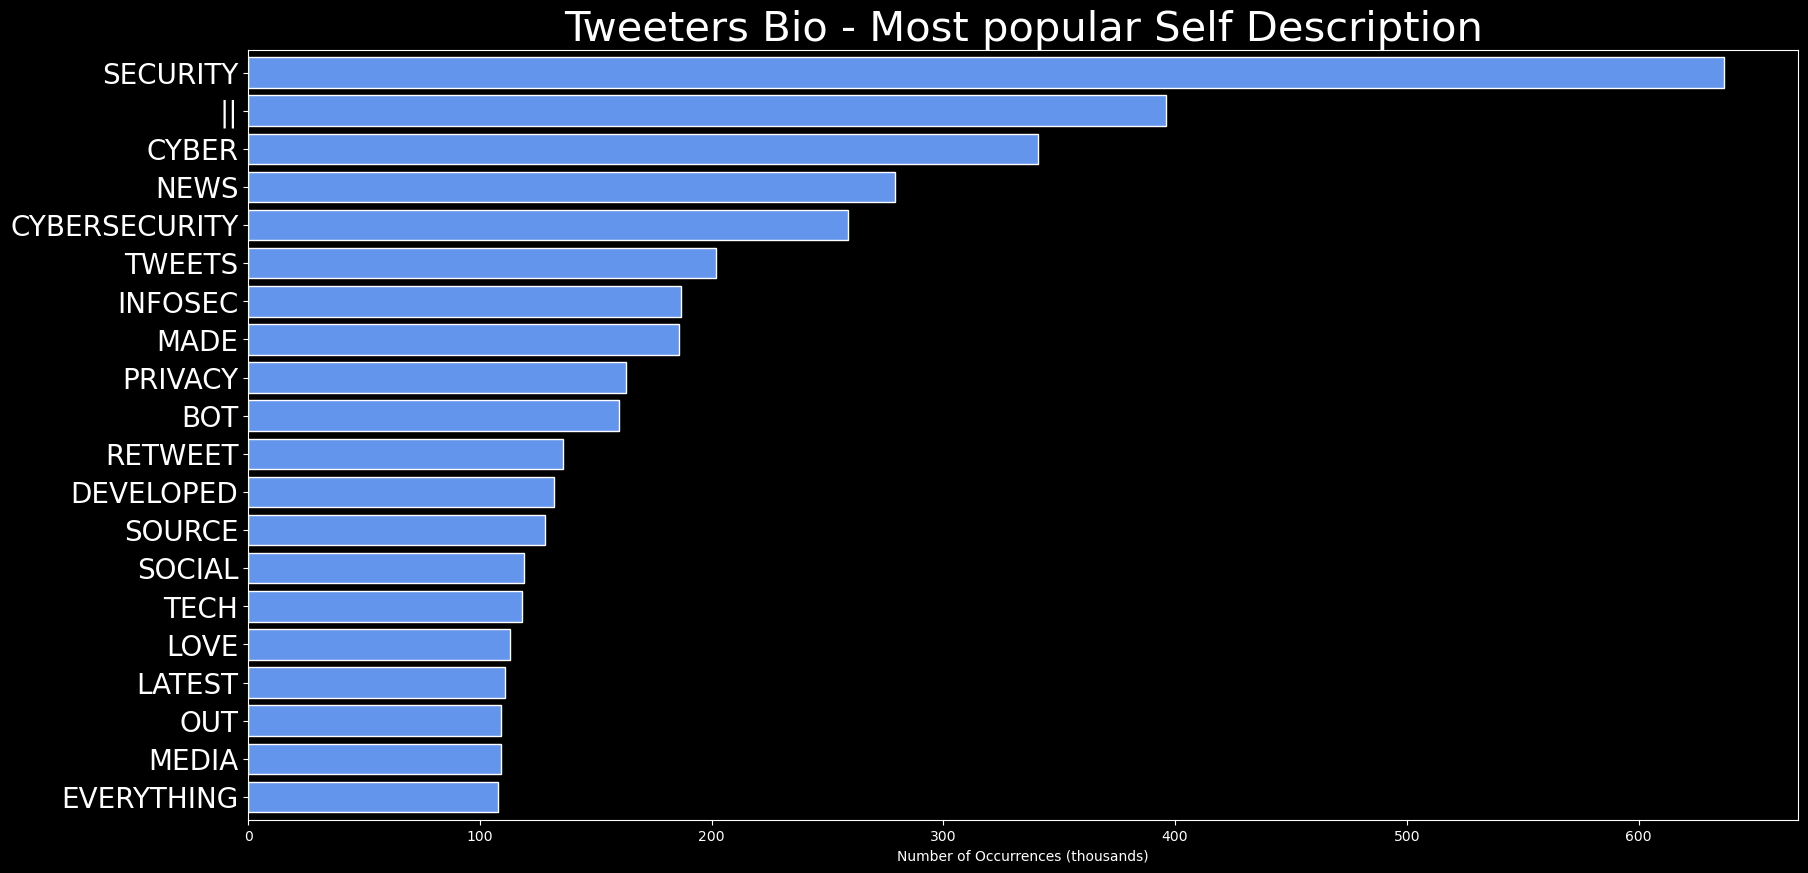 Tweeters Bio - Most popular Self Description
SECURITY
||
CYBER
NEWS
CYBERSECURITY
TWEETS
INFOSEC
MADE
PRIVACY
BOT
RETWEET
DEVELOPED
SOURCE
SOCIAL
TECH
LOVE
LATEST
OUT
MEDIA
EVERYTHING
0 100 200 300 400 500 600
Number of Occurrences (thousands)